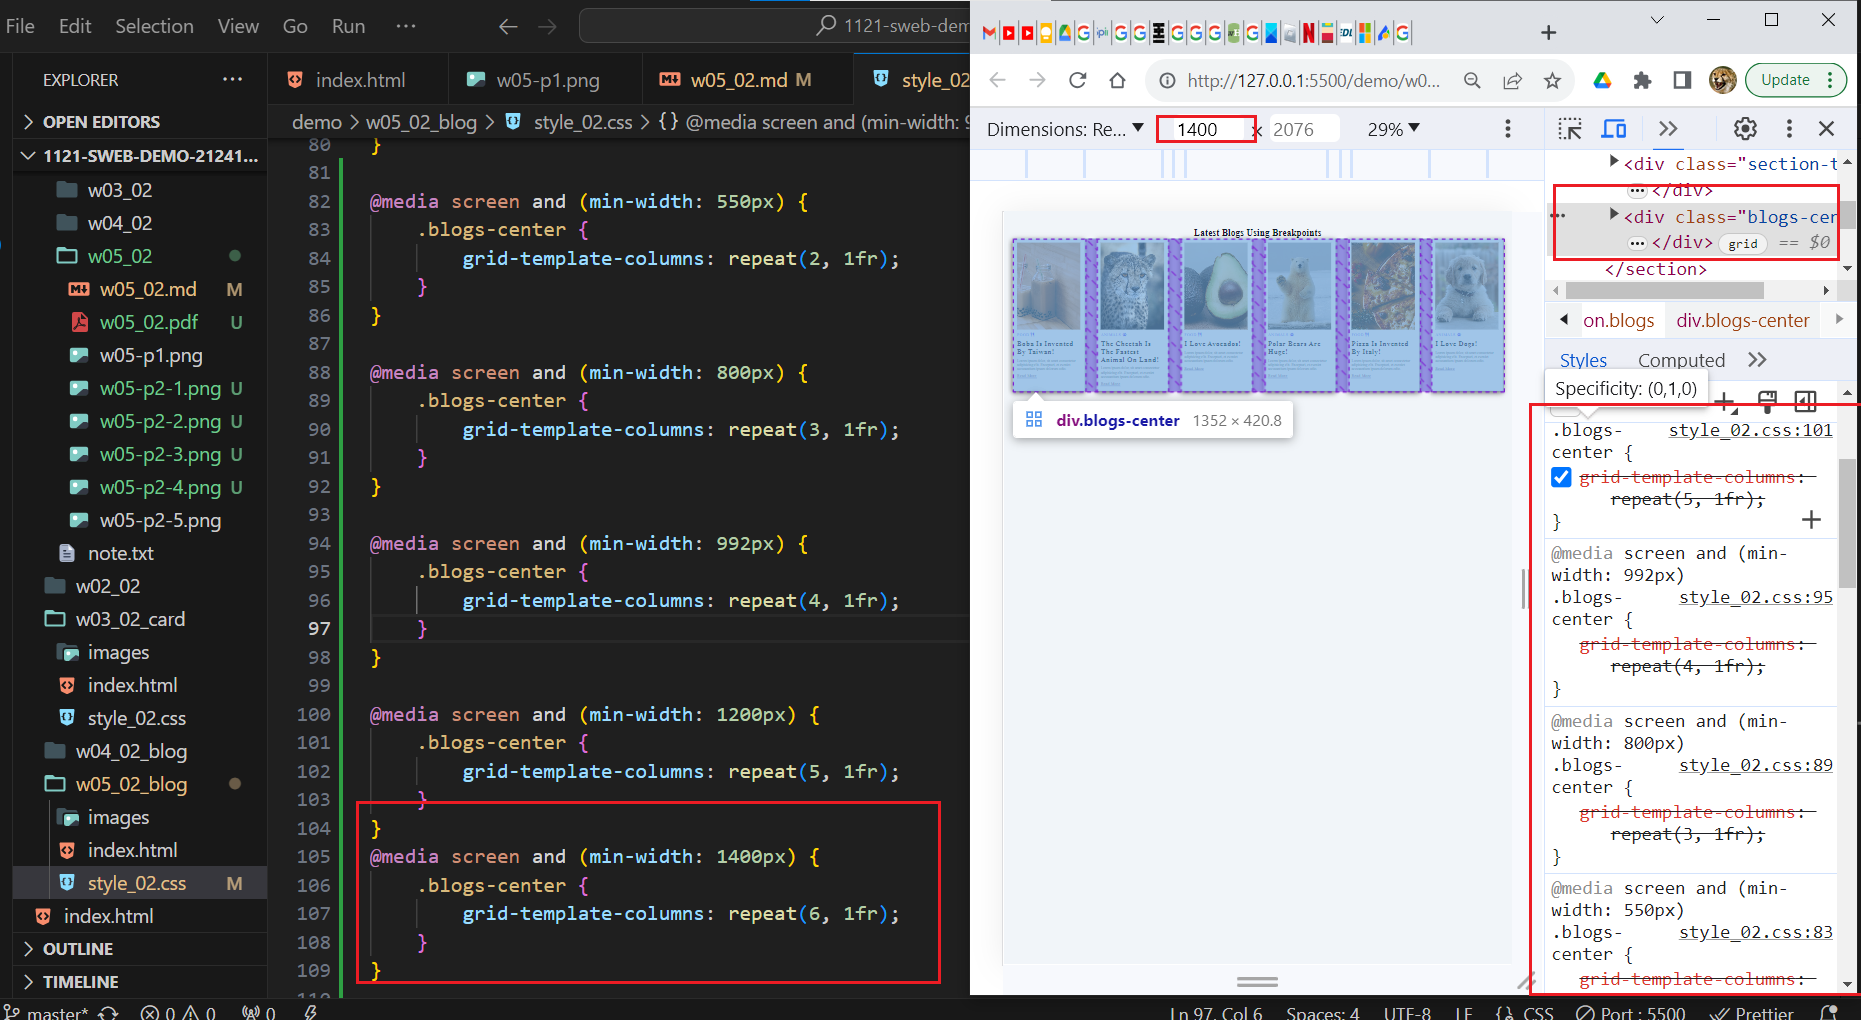 File Edit Selection View Go Run ··· 1121-sweb-dem
EXPLORER ···
OPEN EDITORS
1121-SWEB-DEMO-21241...
w03_02
w04_02
w05_02
w05_02.md M
w05_02.pdf U
w05-p1.png
w05-p2-1.png U
w05-p2-2.png U
w05-p2-3.png U
w05-p2-4.png U
w05-p2-5.png
note.txt
w02_02
w03_02_card
images
index.html
style_02.css
w04_02_blog
w05_02_blog
images
index.html
style_02.css M
index.html
OUTLINE
TIMELINE
index.html w05-p1.png w05_02.md M style_02
demo > w05_02_blog > style_02.css > {} @media screen and (min-width: 9
80 }
81
82 @media screen and (min-width: 550px) {
83 .blogs-center {
84 grid-template-columns: repeat(2, 1fr);
85 }
86 }
87
88 @media screen and (min-width: 800px) {
89 .blogs-center {
90 grid-template-columns: repeat(3, 1fr);
91 }
92 }
93
94 @media screen and (min-width: 992px) {
95 .blogs-center {
96 grid-template-columns: repeat(4, 1fr);
97 }
98 }
99
100 @media screen and (min-width: 1200px) {
101 .blogs-center {
102 grid-template-columns: repeat(5, 1fr);
103 }
104 }
105 @media screen and (min-width: 1400px) {
106 .blogs-center {
107 grid-template-columns: repeat(6, 1fr);
108 }
109 }
110
http://127.0.0.1:5500/demo/w0... Update
Dimensions: Re... 1400 × 2076 29%
Latest Blogs Using Breakpoints
Boba Is Invented By Taiwan!
The Cheetah Is The Fastest Animal On Land!
I Love Avocados!
Polar Bears Are Huge!
Pizza Is Invented By Italy!
I Love Dogs!
div.blogs-center 1352 × 420.8
<div class="section-t
··· </div>
··· <div class="blogs-cen
··· </div> grid == $0
</section>
on.blogs div.blogs-center
Styles Computed
Specificity: (0,1,0)
.blogs- style_02.css:101
center {
grid-template-columns:
repeat(5, 1fr);
}
@media screen and (min-
width: 992px)
.blogs- style_02.css:95
center {
grid-template-columns:
repeat(4, 1fr);
}
@media screen and (min-
width: 800px)
.blogs- style_02.css:89
center {
grid-template-columns:
repeat(3, 1fr);
}
@media screen and (min-
width: 550px)
.blogs- style_02.css:83
center {
grid-template-columns:
master* 0 0 0 Ln 97, Col 6 Spaces: 4 UTF-8 LF {} CSS Port : 5500 Prettier